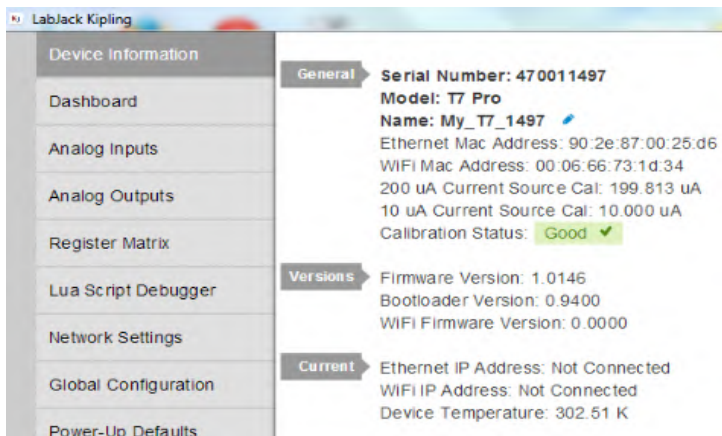 LabJack Kipling
Device Information
Dashboard
Analog Inputs
Analog Outputs
Register Matrix
Lua Script Debugger
Network Settings
Global Configuration
Power-Up Defaults
General
Serial Number: 470011497
Model: T7 Pro
Name: My_T7_1497
Ethernet Mac Address: 90:2e:87:00:25:d6
WiFi Mac Address: 00:06:66:73:1d:34
200 uA Current Source Cal: 199.813 uA
10 uA Current Source Cal: 10.000 uA
Calibration Status: Good ✔
Versions
Firmware Version: 1.0146
Bootloader Version: 0.9400
WiFi Firmware Version: 0.0000
Current
Ethernet IP Address: Not Connected
WiFi IP Address: Not Connected
Device Temperature: 302.51 K